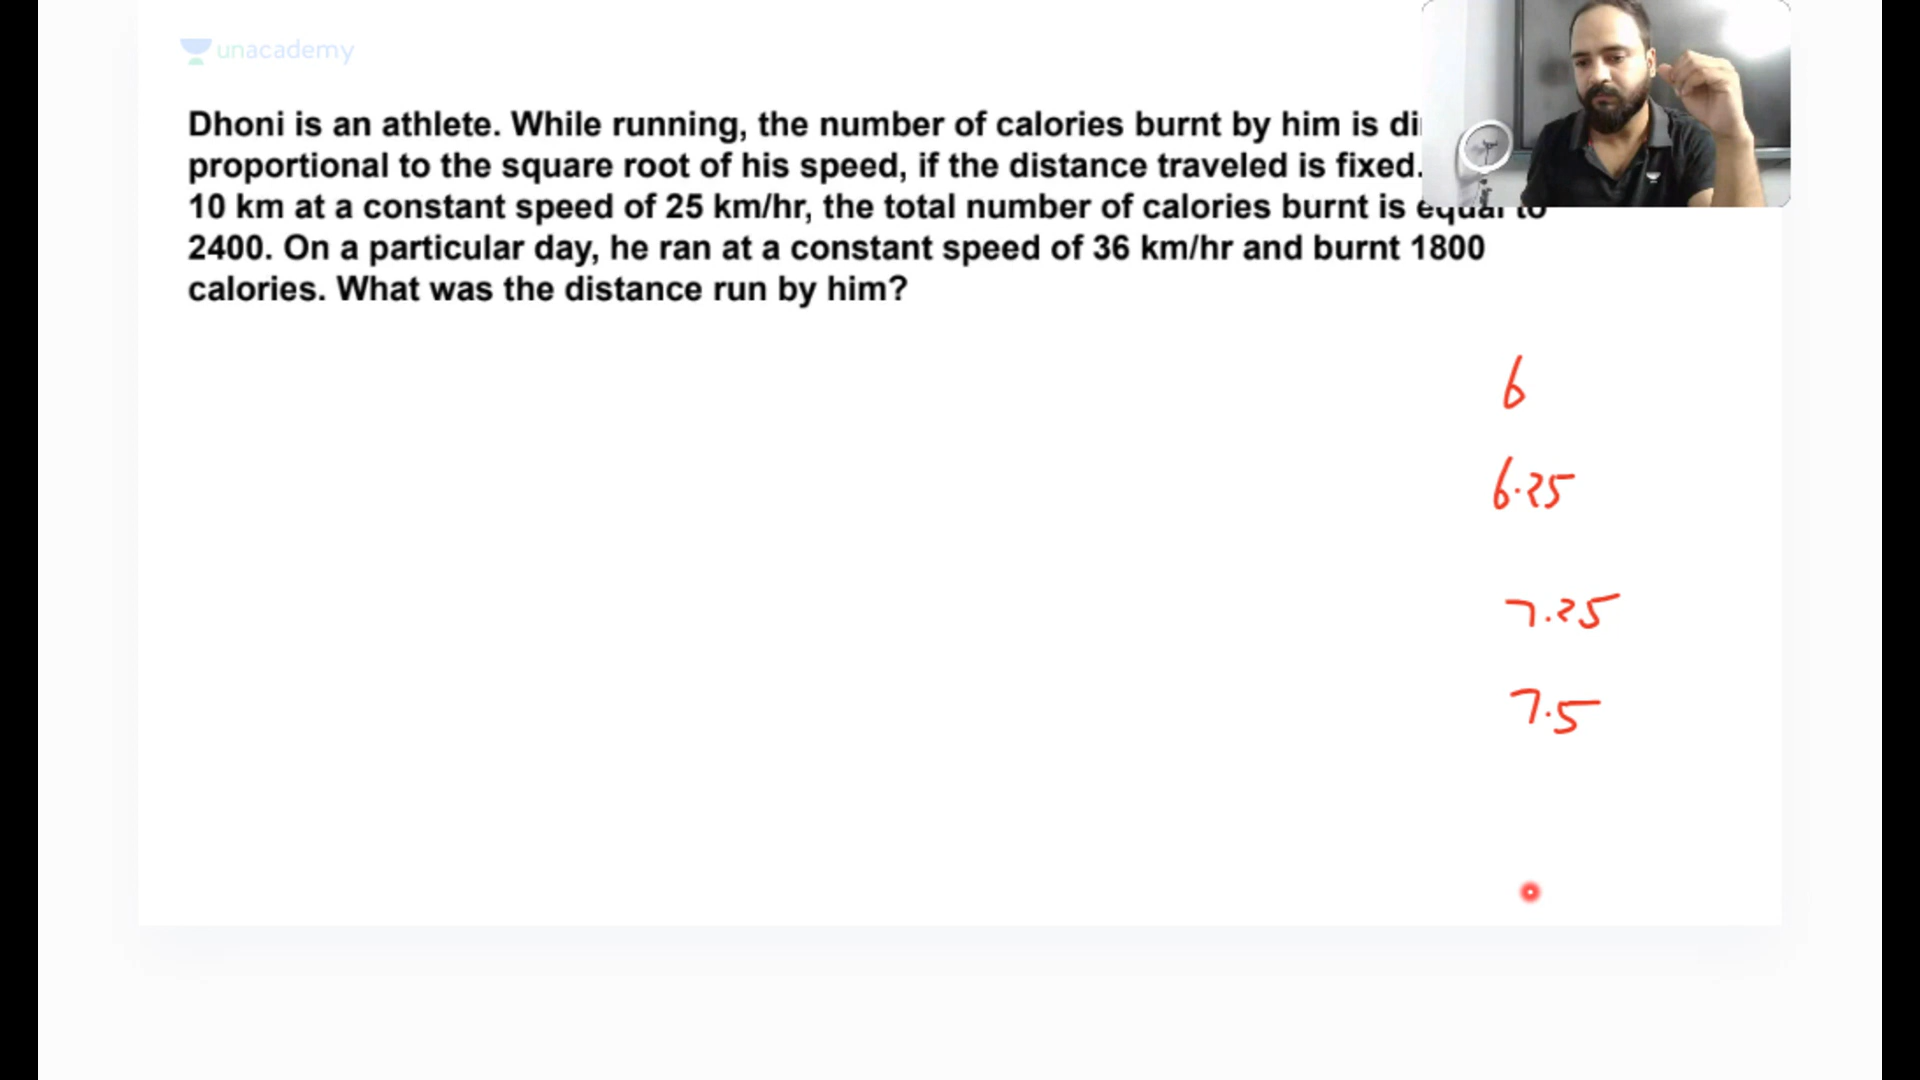 unacademy
Dhoni is an athlete. While running, the number of calories burnt by him is
proportional to the square root of his speed, if the distance traveled is fixed.
10 km at a constant speed of 25 km/hr, the total number of calories burnt is equal to
2400. On a particular day, he ran at a constant speed of 36 km/hr and burnt 1800
calories. What was the distance run by him?
6
6.25
7.25
7.5